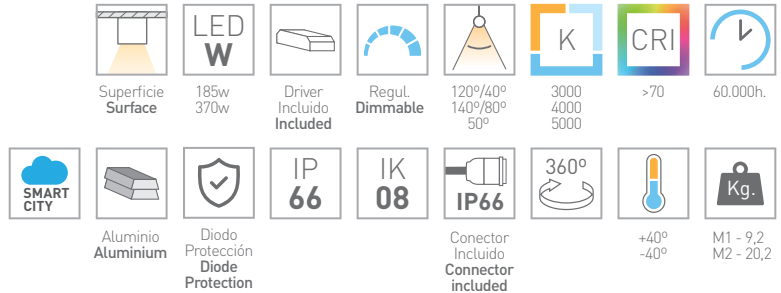 LED
W
Superficie
Surface
185w
370w
Driver
Incluido
Included
Regul.
Dimmable
120º/40º
140º/80º
50º
K
3000
4000
5000
CRI
>70
60.000h.
SMART
CITY
Aluminio
Aluminium
Diodo
Protección
Diode
Protection
IP
66
IK
08
IP66
Conector
Incluido
Connector
included
360º
+40º
-40º
Kg.
M1 - 9,2
M2 - 20,2